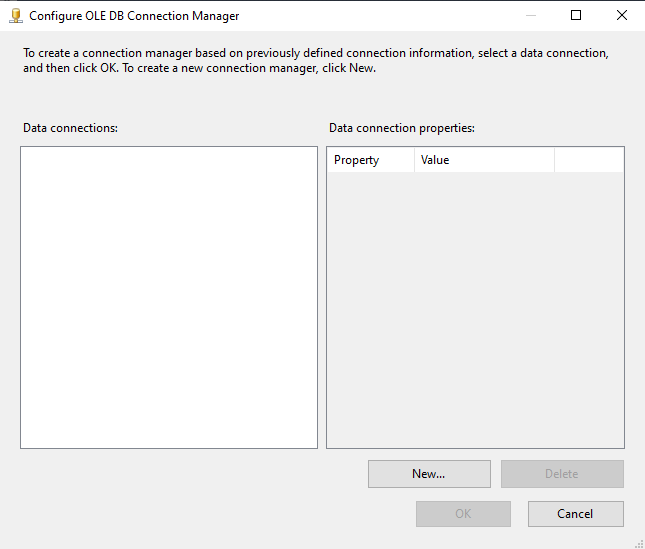 Configure OLE DB Connection Manager
To create a connection manager based on previously defined connection information, select a data connection,
and then click OK. To create a new connection manager, click New.
Data connections:
Data connection properties:
Property Value
New... Delete
OK Cancel